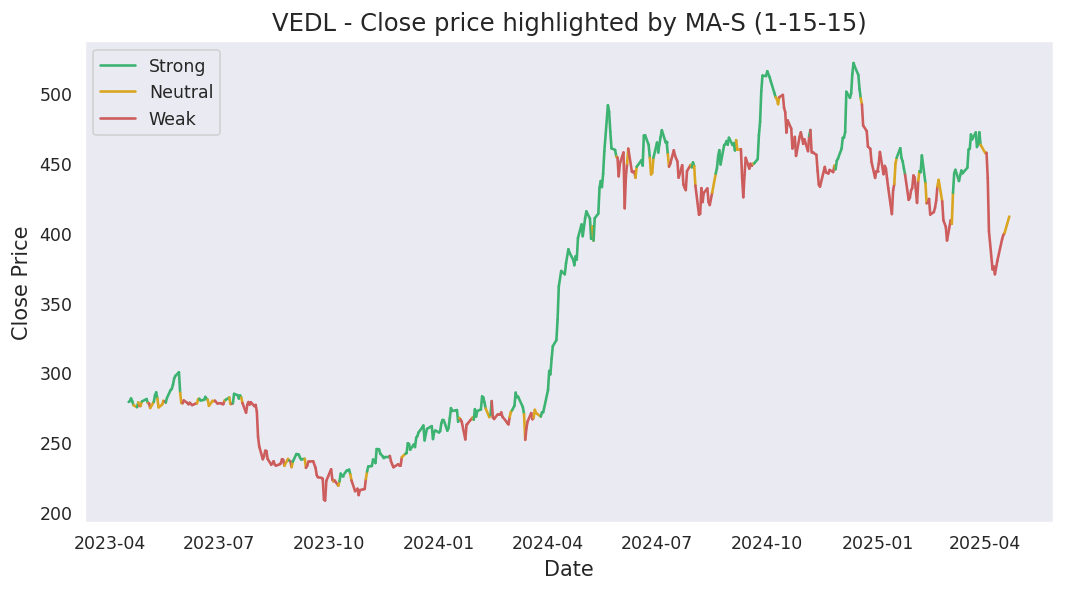 VEDL - Close price highlighted by MA-S (1-15-15)
Strong
Neutral
Weak
Close Price
500
450
400
350
300
250
200
2023-04 2023-07 2023-10 2024-01 2024-04 2024-07 2024-10 2025-01 2025-04
Date